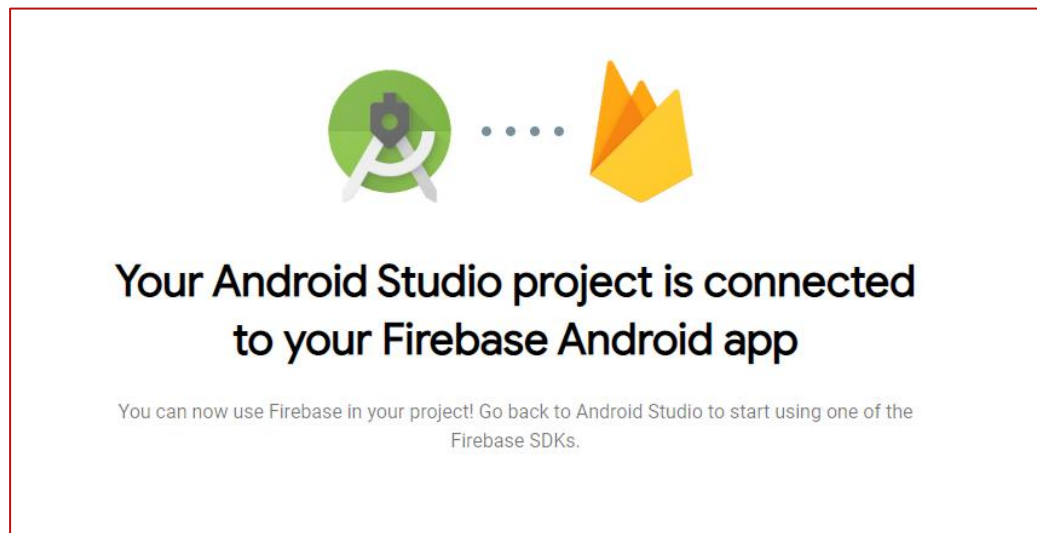 Your Android Studio project is connected
to your Firebase Android app
You can now use Firebase in your project! Go back to Android Studio to start using one of the
Firebase SDKs.